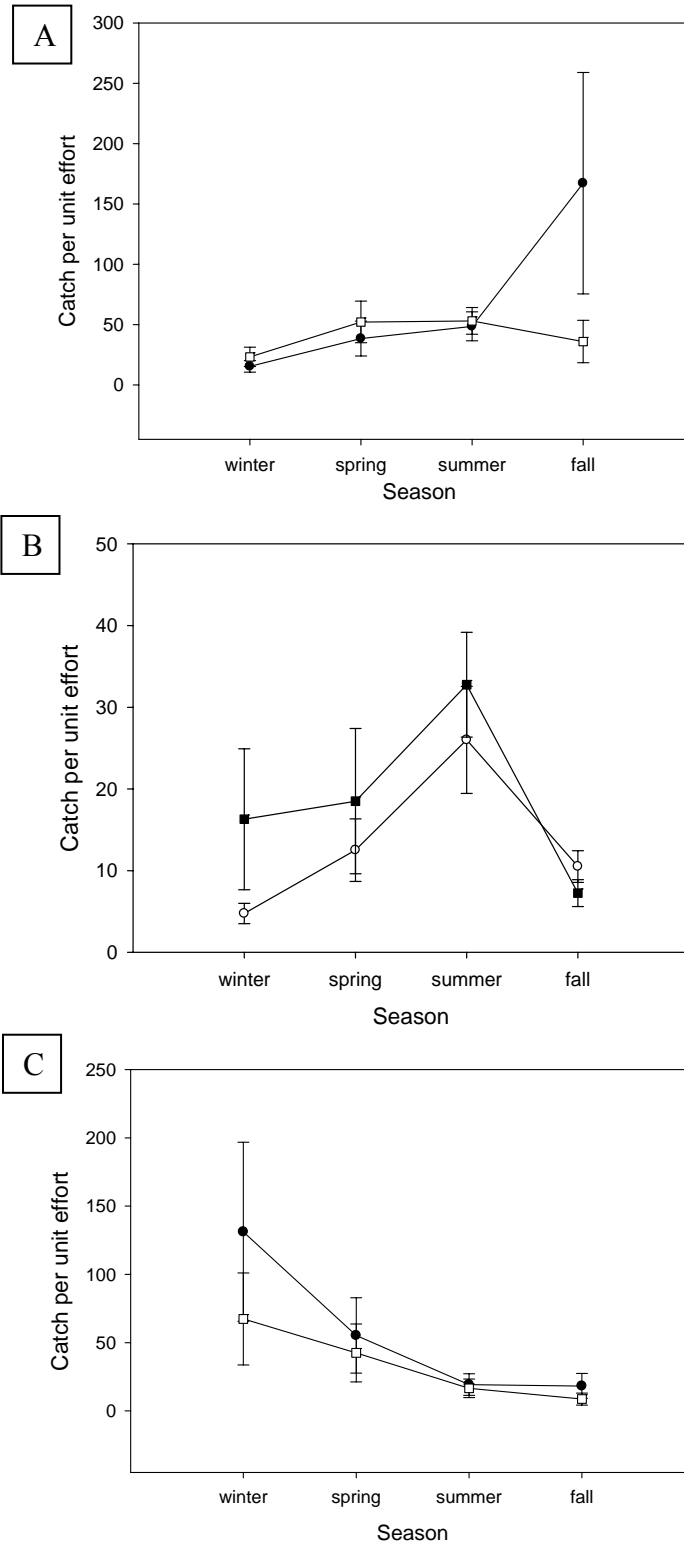 A
300
250
200
150
100
50
0
Catch per unit effort
winter spring summer fall
Season
B
50
40
30
20
10
0
Catch per unit effort
winter spring summer fall
Season
C
250
200
150
100
50
0
Catch per unit effort
winter spring summer fall
Season